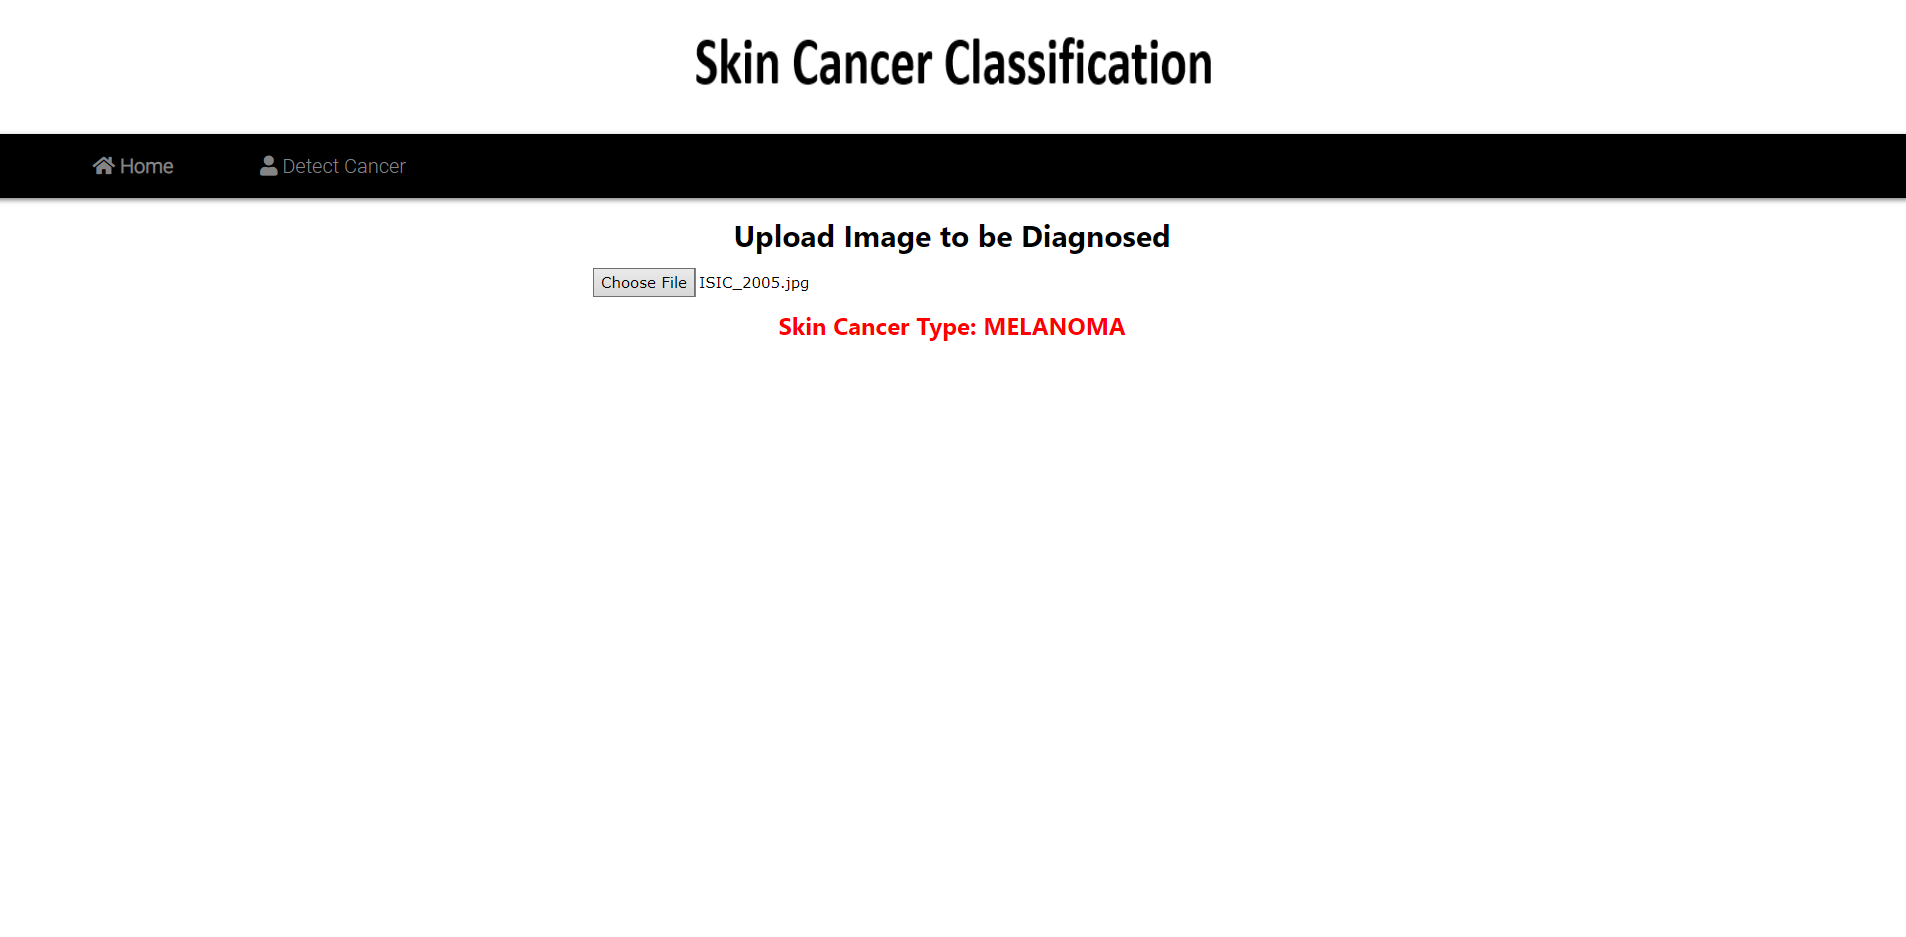 Skin Cancer Classification
Home Detect Cancer
Upload Image to be Diagnosed
Choose File ISIC_2005.jpg
Skin Cancer Type: MELANOMA